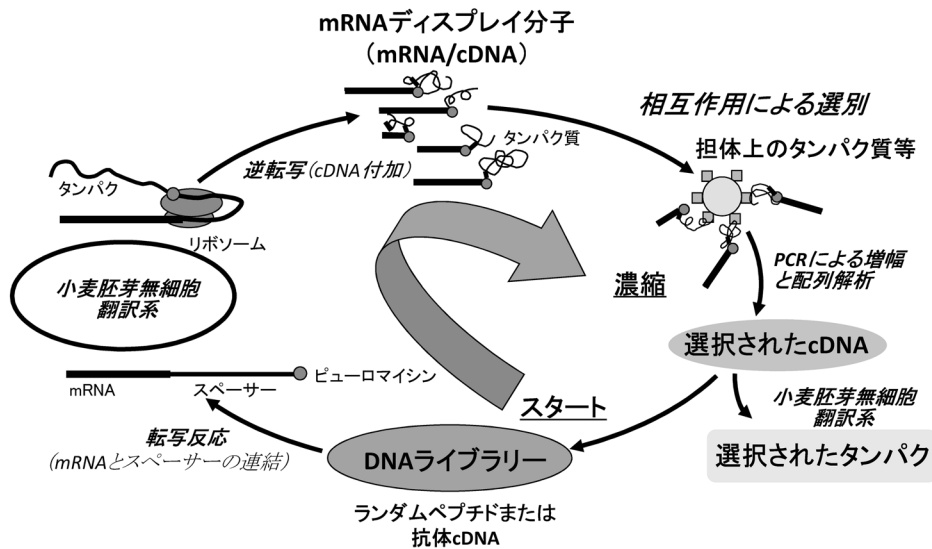 mRNAディスプレイ分子
（mRNA/cDNA）
相互作用による選別
担体上のタンパク質等
タンパク質
逆転写（cDNA付加）
タンパク
リボソーム
小麦胚芽無細胞
翻訳系
濃縮
PCRによる増幅
と配列解析
選択されたcDNA
mRNA
スペーサー
ピューロマイシン
スタート
小麦胚芽無細胞
翻訳系
選択されたタンパク
転写反応
（mRNAとスペーサーの連結）
DNAライブラリー
ランダムペプチドまたは
抗体cDNA